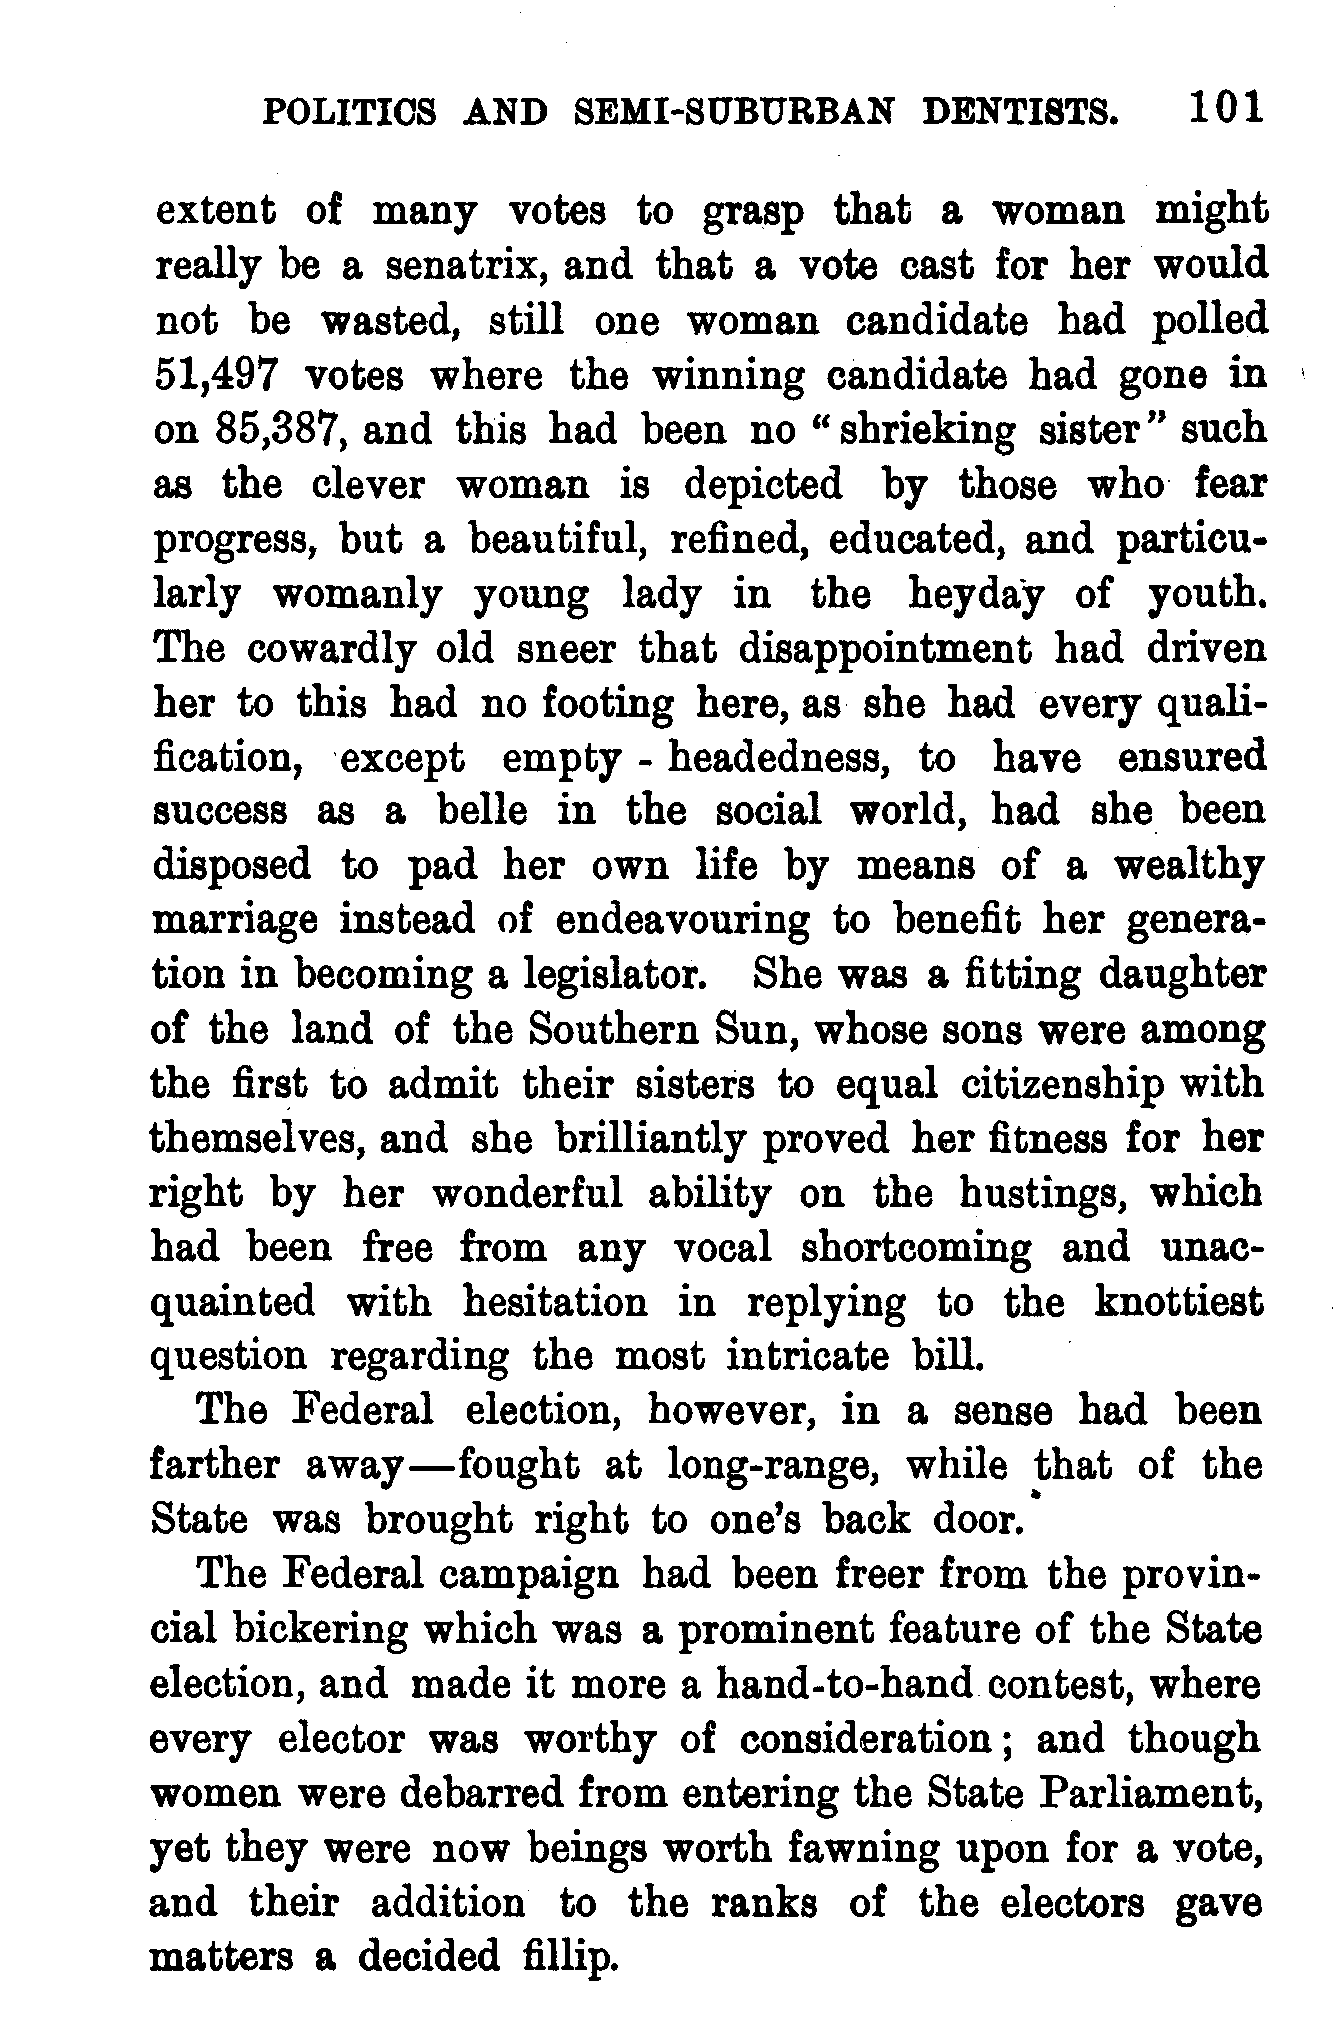 POLITICS AND SEMI-SUBURBAN DENTISTS. 101
extent of many votes to grasp that a woman might
really be a senatrix, and that a vote cast for her would
not be wasted, still one woman candidate had polled
51,497 votes where the winning candidate had gone in
on 85,387, and this had been no “shrieking sister” such
as the clever woman is depicted by those who fear
progress, but a beautiful, refined, educated, and particu-
larly womanly young lady in the heyday of youth.
The cowardly old sneer that disappointment had driven
her to this had no footing here, as she had every quali-
fication, except empty-headedness, to have ensured
success as a belle in the social world, had she been
disposed to pad her own life by means of a wealthy
marriage instead of endeavouring to benefit her genera-
tion in becoming a legislator. She was a fitting daughter
of the land of the Southern Sun, whose sons were among
the first to admit their sisters to equal citizenship with
themselves, and she brilliantly proved her fitness for her
right by her wonderful ability on the hustings, which
had been free from any vocal shortcoming and unac-
quainted with hesitation in replying to the knottiest
question regarding the most intricate bill.
The Federal election, however, in a sense had been
farther away—fought at long-range, while that of the
State was brought right to one's back door.
The Federal campaign had been freer from the provin-
cial bickering which was a prominent feature of the State
election, and made it more a hand-to-hand contest, where
every elector was worthy of consideration; and though
women were debarred from entering the State Parliament,
yet they were now beings worth fawning upon for a vote,
and their addition to the ranks of the electors gave
matters a decided fillip.